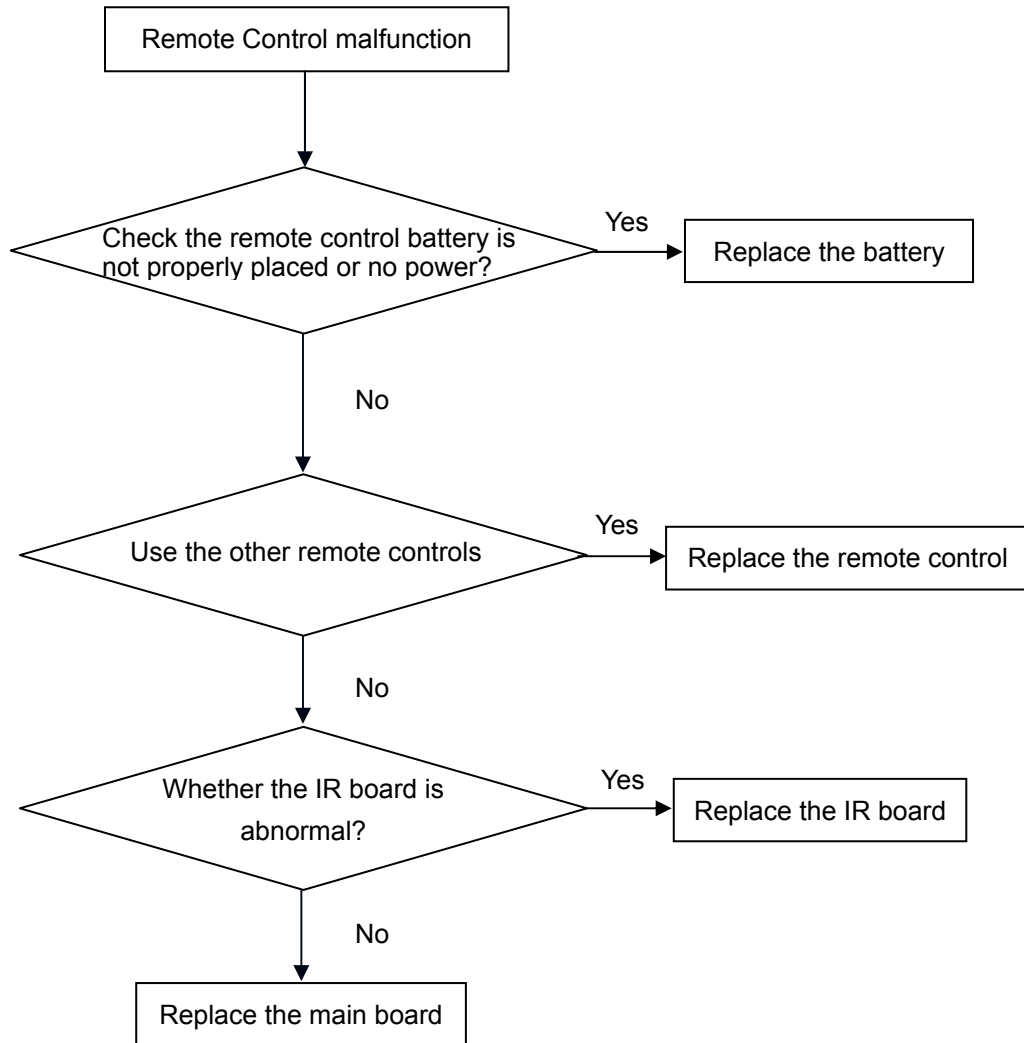 Remote Control malfunction
Check the remote control battery is
not properly placed or no power?
Yes
Replace the battery
No
Use the other remote controls
Yes
Replace the remote control
No
Whether the IR board is
abnormal?
Yes
Replace the IR board
No
Replace the main board